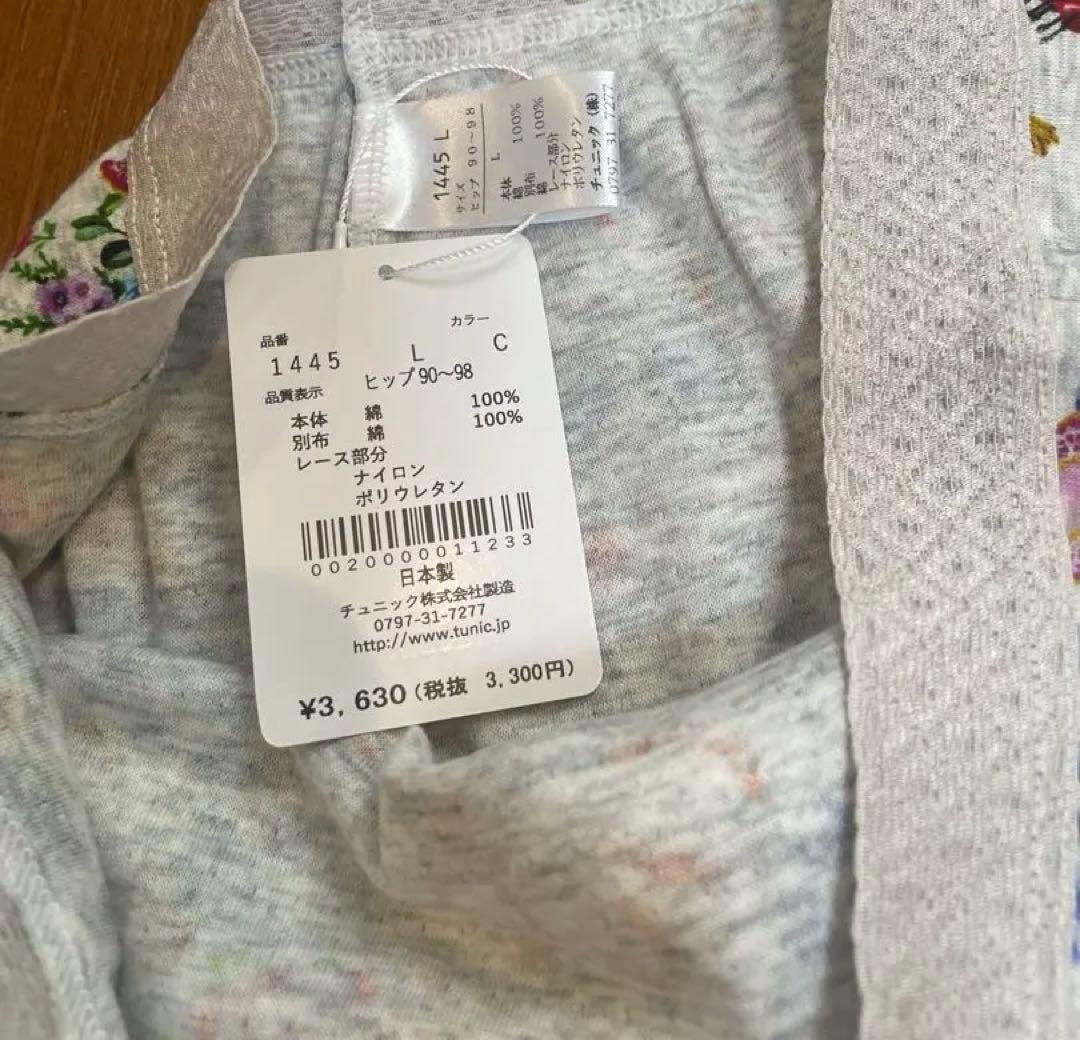 1445 L
サイズ L
ヒップ 90~98
本体
綿 100%
別布
綿 100%
レース部分
ナイロン
ポリウレタン
チュニック(株)
0797 31 7277
品番 カラー
1445 L C
ヒップ90〜98
品質表示
本体 綿 100%
別布 綿 100%
レース部分
ナイロン
ポリウレタン
0020000011233
日本製
チュニック株式会社製造
0797-31-7277
http://www.tunic.jp
¥3,630(税抜 3,300円)